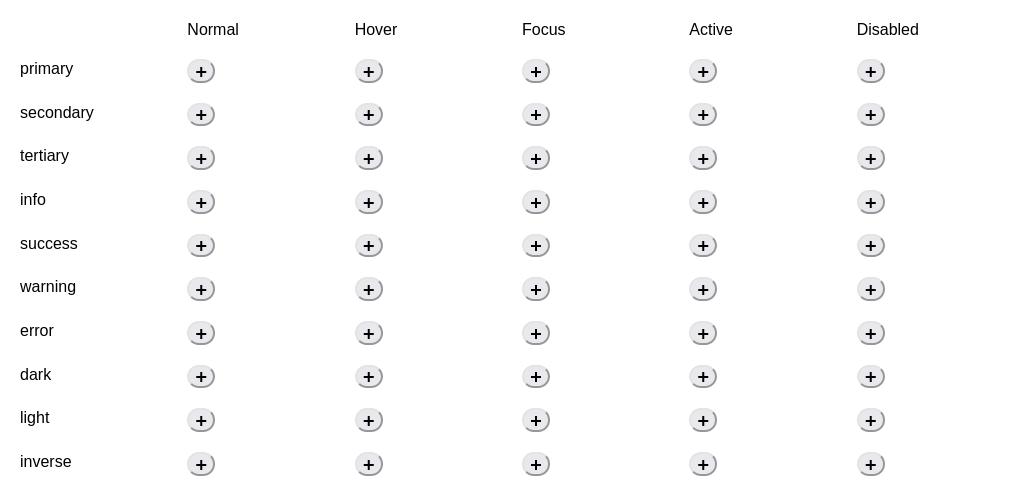 Normal Hover Focus Active Disabled
primary + + + + +
secondary + + + + +
tertiary + + + + +
info + + + + +
success + + + + +
warning + + + + +
error + + + + +
dark + + + + +
light + + + + +
inverse + + + + +